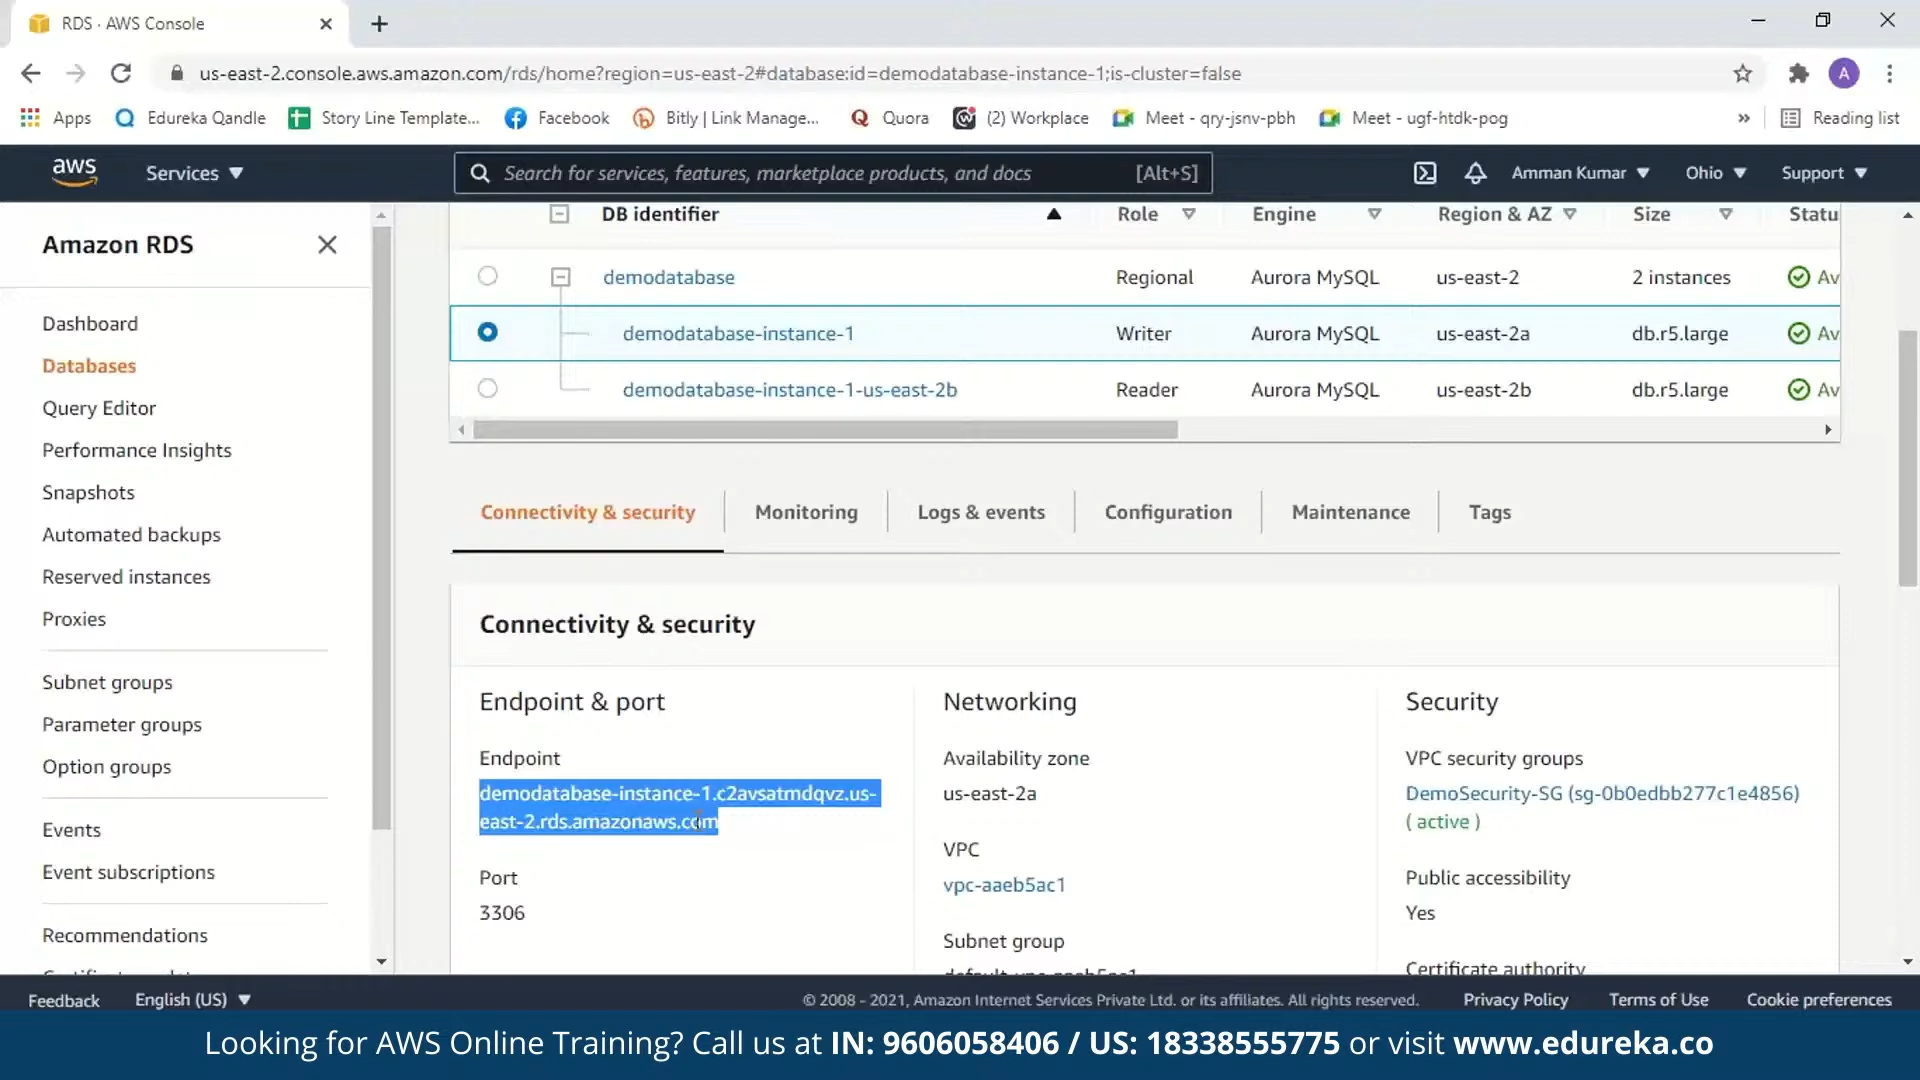 RDS · AWS Console
us-east-2.console.aws.amazon.com/rds/home?region=us-east-2#database:id=demodatabase-instance-1;is-cluster=false
A
Apps
Edureka Qandle
Story Line Template...
Facebook
Bitly | Link Manage...
Quora
(2) Workplace
Meet - qry-jsnv-pbh
Meet - ugf-htdk-pog
»
Reading list
aws
Services
Search for services, features, marketplace products, and docs
[Alt+S]
Amman Kumar
Ohio
Support
Amazon RDS
Dashboard
Databases
Query Editor
Performance Insights
Snapshots
Automated backups
Reserved instances
Proxies
Subnet groups
Parameter groups
Option groups
Events
Event subscriptions
Recommendations
DB identifier Role Engine Region & AZ Size Statu
demodatabase Regional Aurora MySQL us-east-2 2 instances Av
demodatabase-instance-1 Writer Aurora MySQL us-east-2a db.r5.large Av
demodatabase-instance-1-us-east-2b Reader Aurora MySQL us-east-2b db.r5.large Av
Connectivity & security
Monitoring
Logs & events
Configuration
Maintenance
Tags
Connectivity & security
Endpoint & port
Endpoint
demodatabase-instance-1.c2avsatmdqvz.us-
east-2.rds.amazonaws.com
Port
3306
Networking
Availability zone
us-east-2a
VPC
vpc-aaeb5ac1
Subnet group
Security
VPC security groups
DemoSecurity-SG (sg-0b0edbb277c1e4856)
( active )
Public accessibility
Yes
Certificate authority
Feedback
English (US)
© 2008 - 2021, Amazon Internet Services Private Ltd. or its affiliates. All rights reserved.
Privacy Policy
Terms of Use
Cookie preferences
Looking for AWS Online Training? Call us at IN: 9606058406 / US: 18338555775 or visit www.edureka.co